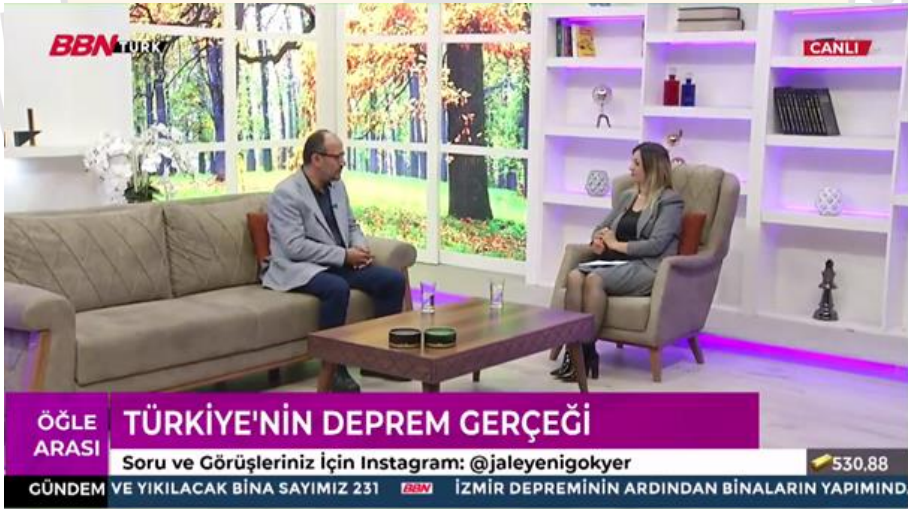 BBN TÜRK
CANLI
ÖĞLE
ARASI
TÜRKİYE'NİN DEPREM GERÇEĞİ
Soru ve Görüşleriniz İçin Instagram: @jaleyenigokyer
530,88
GÜNDEM VE YIKILACAK BİNA SAYIMIZ 231 BBN İZMİR DEPREMİNİN ARDINDAN BİNALARIN YAPIMIND